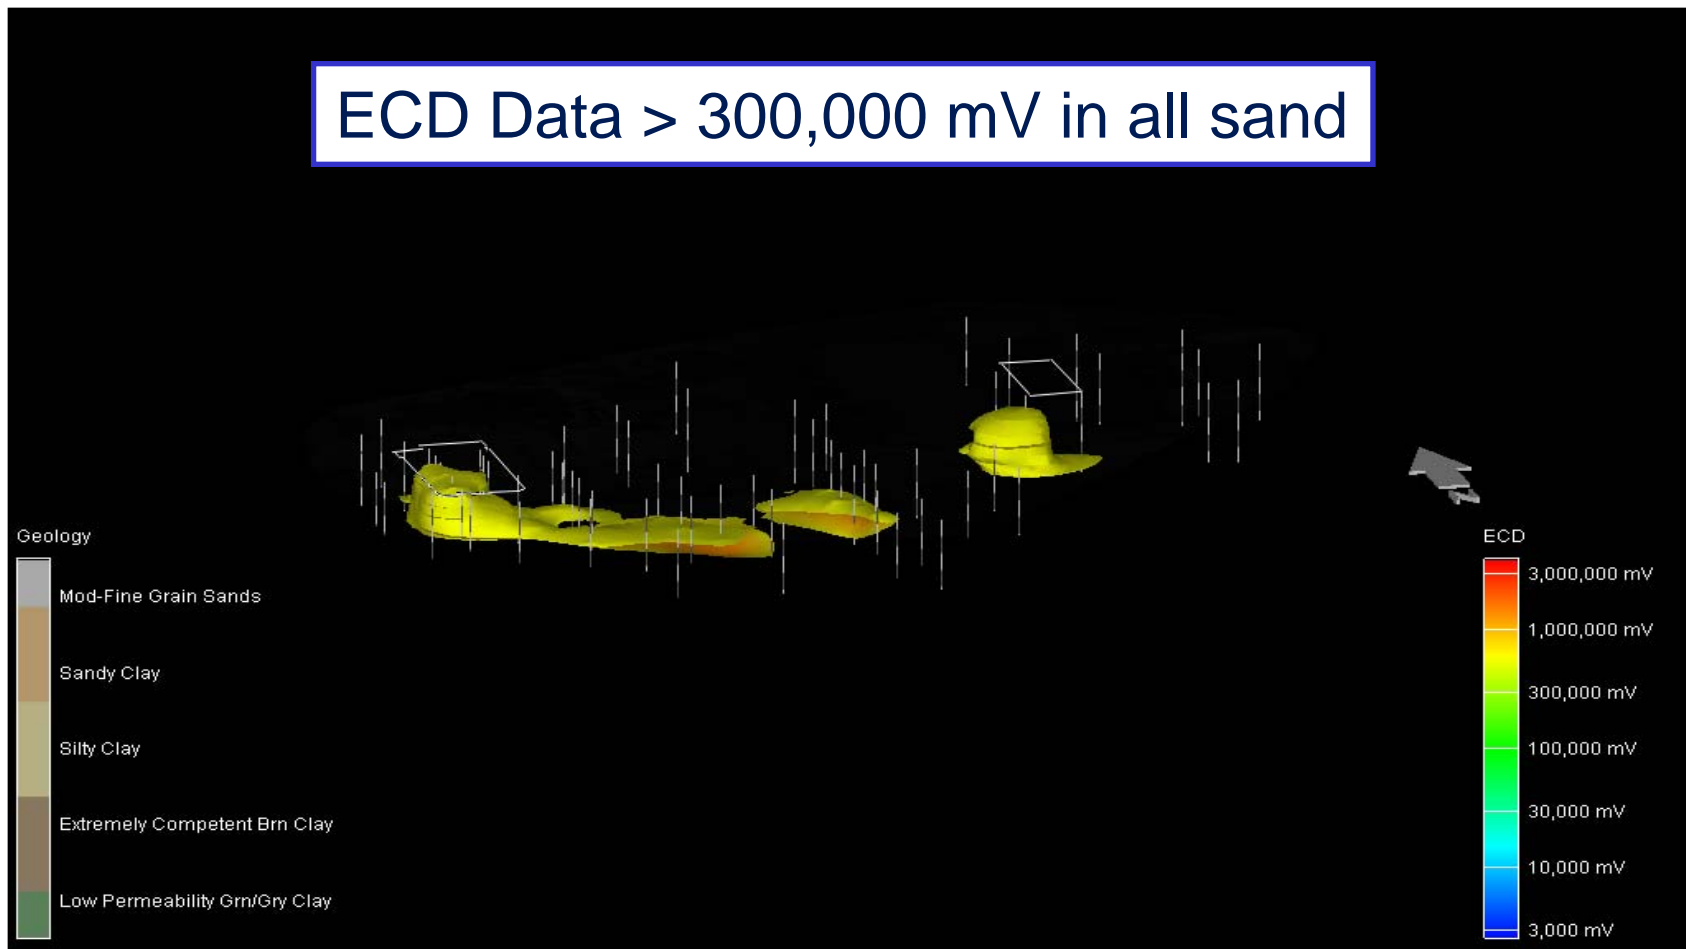 ECD Data > 300,000 mV in all sand
Geology
Mod-Fine Grain Sands
Sandy Clay
Silty Clay
Extremely Competent Brn Clay
Low Permeability Grn/Gry Clay
ECD
3,000,000 mV
1,000,000 mV
300,000 mV
100,000 mV
30,000 mV
10,000 mV
3,000 mV